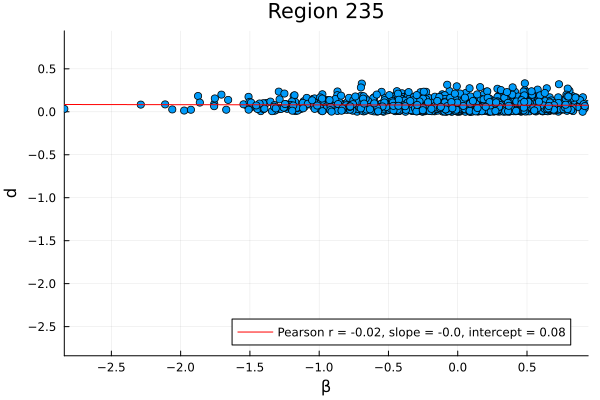 Region 235
d
0.5
0.0
−0.5
−1.0
−1.5
−2.0
−2.5
Pearson r = -0.02, slope = -0.0, intercept = 0.08
−2.5 −2.0 −1.5 −1.0 −0.5 0.0 0.5
β